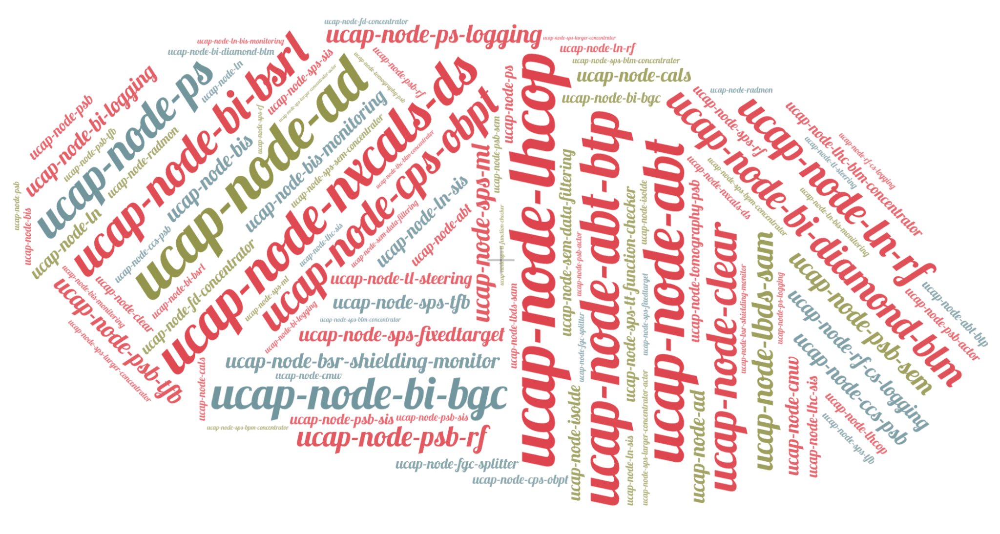 ucap-node-fd-concentrator
ucap-node-ps-logging
ucap-node-sps-larger-concentrator
ucap-node-ln-bis-monitoring
ucap-node-bi-diamond-blm
ucap-node-ln-rf
ucap-node-sps-blm-concentrator
ucap-node-cals
ucap-node-bi-bgc
ucap-node-radmon
ucap-node-psb
ucap-node-bi-logging
ucap-node-psb-tfb
ucap-node-ps
ucap-node-radmon
ucap-node-ln
ucap-node-bi-bsrl
ucap-node-sps-sis
ucap-node-sps-rf
ucap-node-bis
ucap-node-sps-larger-concentrator-actor
ucap-node-ad
ucap-node-tomography-psb
ucap-node-psb-rf
ucap-node-bis-monitoring
ucap-node-sps-sem-concentrator
ucap-node-nxcals-ds
ucap-node-lhc-blm-concentrator
ucap-node-cps-obpt
ucap-node-psb
ucap-node-bis
ucap-node-ln
ucap-node-ccs-psb
ucap-node-bi-bsrl
ucap-node-fd-concentrator
ucap-node-lhc-sis
ucap-node-sem-data-filtering
ucap-node-ln-sis
ucap-node-abt
ucap-node-sps-ml
ucap-node-psb-sem
ucap-node-ps
ucap-node-sps-tt-function-checker
ucap-node-lhcop
ucap-node-sem-data-filtering
ucap-node-psb-actor
ucap-node-abt-btp
ucap-node-sps-tt-function-checker
ucap-node-isolde
ucap-node-abt
ucap-node-tomography-psb
ucap-node-clear
ucap-node-bsr-shielding-monitor
ucap-node-lbds-sam
ucap-node-ps-logging
ucap-node-sps-rf
ucap-node-bi-diamond-blm
ucap-node-nxcals-ds
ucap-node-sps-bpm-concentrator
ucap-node-ln-rf
ucap-node-lhc-blm-concentrator
ucap-node-tl-steering
ucap-node-rf-cs-logging
ucap-node-ln-bis-monitoring
ucap-node-psb-sem
ucap-node-rf-cs-logging
ucap-node-ccs-psb
ucap-node-abt-btp
ucap-node-psb-actor
ucap-node-bis-monitoring
ucap-node-clear
ucap-node-psb-tfb
ucap-node-sps-larger-concentrator
ucap-node-sps-ml
ucap-node-bi-logging
ucap-node-tl-steering
ucap-node-sps-tfb
ucap-node-sps-blm-concentrator
ucap-node-sps-fixedtarget
ucap-node-lbds-sam
ucap-node-fgc-splitter
ucap-node-sps-fixedtarget
ucap-node-bsr-shielding-monitor
ucap-node-cmw
ucap-node-cals
ucap-node-bi-bgc
ucap-node-psb-sis
ucap-node-psb-sis
ucap-node-sps-bpm-concentrator
ucap-node-psb-rf
ucap-node-isolde
ucap-node-ln-sis
ucap-node-sps-larger-concentrator-actor
ucap-node-ad
ucap-node-cmw
ucap-node-lhc-sis
ucap-node-lhcop
ucap-node-sps-tfb
ucap-node-fgc-splitter
ucap-node-cps-obpt